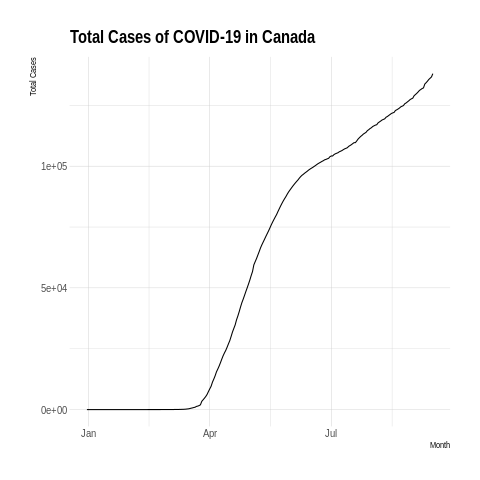 Total Cases of COVID-19 in Canada
Total Cases
1e+05
5e+04
0e+00
Jan Apr Jul
Month